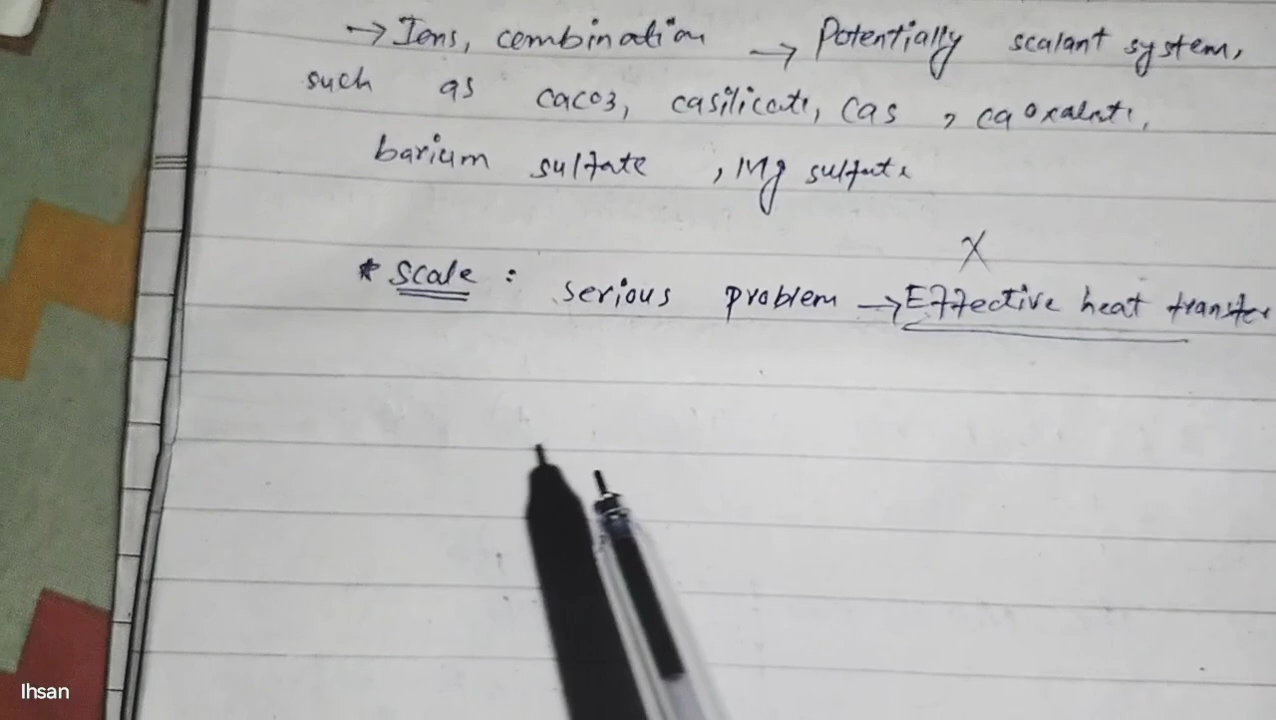 → Ions, combination → Potentially scalant system,
such as caco3, casilicate, cas , ca oxalate,
barium sulfate , Mg sulfate
X
* Scale : serious problem → Effective heat transfer
Ihsan